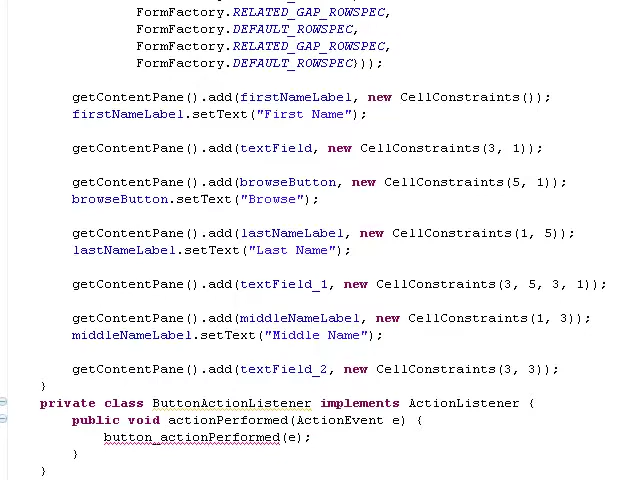 FormFactory.RELATED_GAP_ROWSPEC,
FormFactory.DEFAULT_ROWSPEC,
FormFactory.RELATED_GAP_ROWSPEC,
FormFactory.DEFAULT_ROWSPEC}));
getContentPane().add(firstNameLabel, new CellConstraints());
firstNameLabel.setText("First Name");
getContentPane().add(textField, new CellConstraints(3, 1));
getContentPane().add(browseButton, new CellConstraints(5, 1));
browseButton.setText("Browse");
getContentPane().add(lastNameLabel, new CellConstraints(1, 5));
lastNameLabel.setText("Last Name");
getContentPane().add(textField_1, new CellConstraints(3, 5, 3, 1));
getContentPane().add(middleNameLabel, new CellConstraints(1, 3));
middleNameLabel.setText("Middle Name");
getContentPane().add(textField_2, new CellConstraints(3, 3));
}
private class ButtonActionListener implements ActionListener {
public void actionPerformed(ActionEvent e) {
button_actionPerformed(e);
}
}